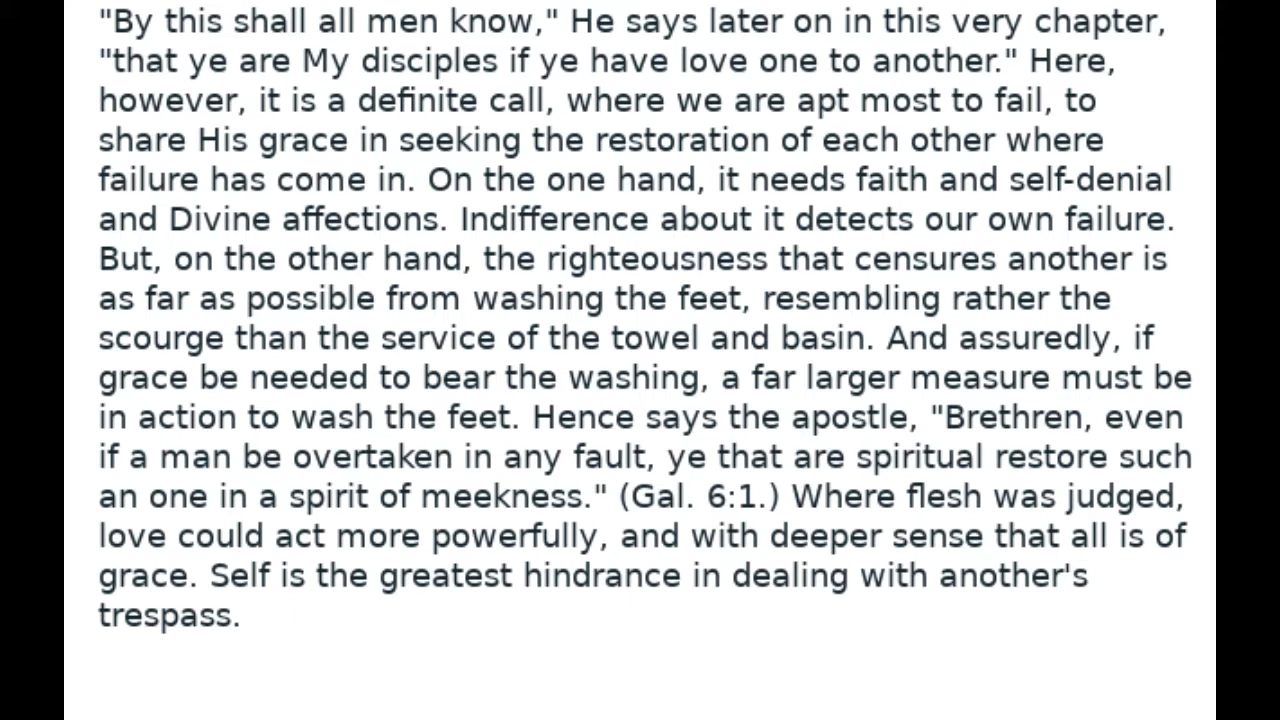 "By this shall all men know," He says later on in this very chapter,
"that ye are My disciples if ye have love one to another." Here,
however, it is a definite call, where we are apt most to fail, to
share His grace in seeking the restoration of each other where
failure has come in. On the one hand, it needs faith and self-denial
and Divine affections. Indifference about it detects our own failure.
But, on the other hand, the righteousness that censures another is
as far as possible from washing the feet, resembling rather the
scourge than the service of the towel and basin. And assuredly, if
grace be needed to bear the washing, a far larger measure must be
in action to wash the feet. Hence says the apostle, "Brethren, even
if a man be overtaken in any fault, ye that are spiritual restore such
an one in a spirit of meekness." (Gal. 6:1.) Where flesh was judged,
love could act more powerfully, and with deeper sense that all is of
grace. Self is the greatest hindrance in dealing with another's
trespass.